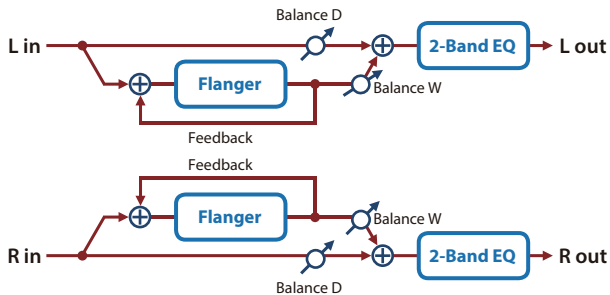 Balance D
L in
2-Band EQ
L out
Flanger
Balance W
Feedback
Feedback
Flanger
Balance W
R in
2-Band EQ
R out
Balance D